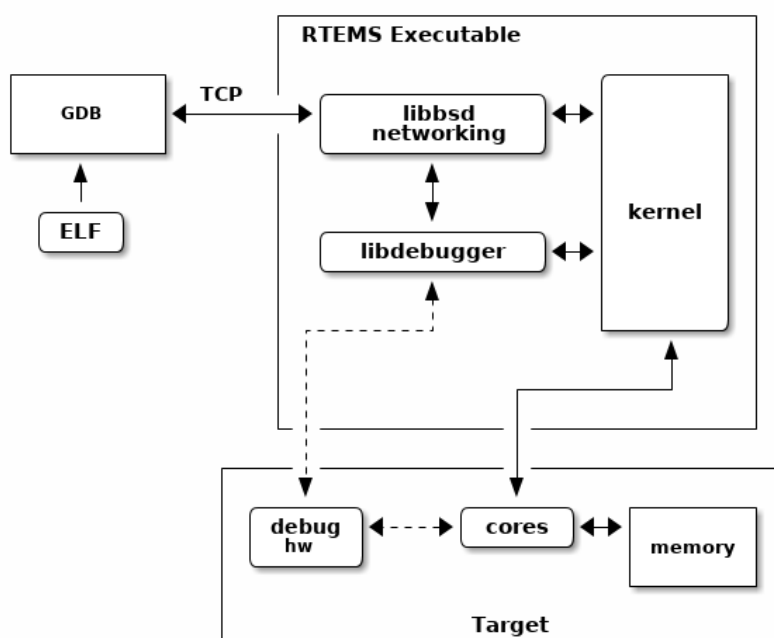 RTEMS Executable
TCP
GDB
libbsd
networking
kernel
ELF
libdebugger
debug
hw
cores
memory
Target